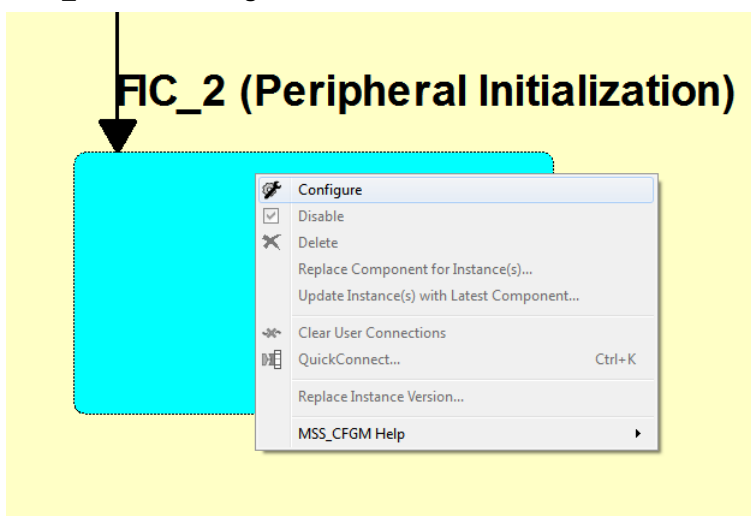 FIC_2 (Peripheral Initialization)
Configure
Disable
Delete
Replace Component for Instance(s)...
Update Instance(s) with Latest Component...
Clear User Connections
QuickConnect... Ctrl+K
Replace Instance Version...
MSS_CFGM Help